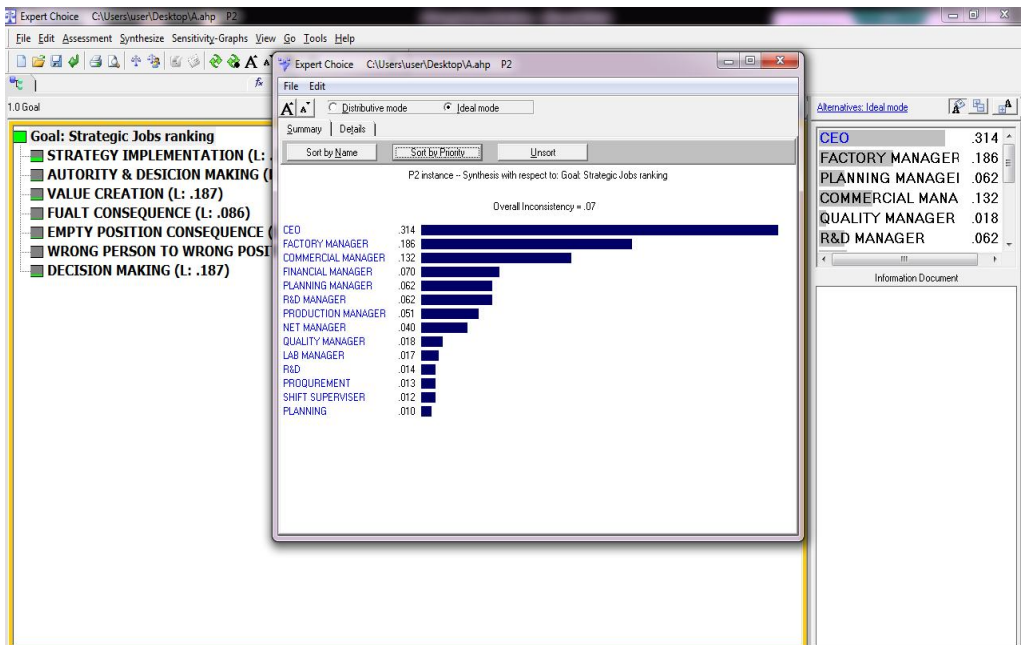 Expert Choice C:\Users\user\Desktop\A.ahp P2
File Edit Assessment Synthesize Sensitivity-Graphs View Go Tools Help
1.0 Goal
Goal: Strategic Jobs ranking
STRATEGY IMPLEMENTATION (L: .
AUTORITY & DESICION MAKING (
VALUE CREATION (L: .187)
FUALT CONSEQUENCE (L: .086)
EMPTY POSITION CONSEQUENCE (
WRONG PERSON TO WRONG POSI
DECISION MAKING (L: .187)
Expert Choice C:\Users\user\Desktop\A.ahp P2
File Edit
A A Distributive mode Ideal mode
Summary Details
Sort by Name Sort by Priority Unsort
P2 instance -- Synthesis with respect to: Goal: Strategic Jobs ranking
Overall Inconsistency = .07
CEO .314
FACTORY MANAGER .186
COMMERCIAL MANAGER .132
FINANCIAL MANAGER .070
PLANNING MANAGER .062
R&D MANAGER .062
PRODUCTION MANAGER .051
NET MANAGER .040
QUALITY MANAGER .018
LAB MANAGER .017
R&D .014
PROQUREMENT .013
SHIFT SUPERVISER .012
PLANNING .010
Alternatives: Ideal mode
CEO .314
FACTORY MANAGER .186
PLANNING MANAGEI .062
COMMERCIAL MANA .132
QUALITY MANAGER .018
R&D MANAGER .062
Information Document